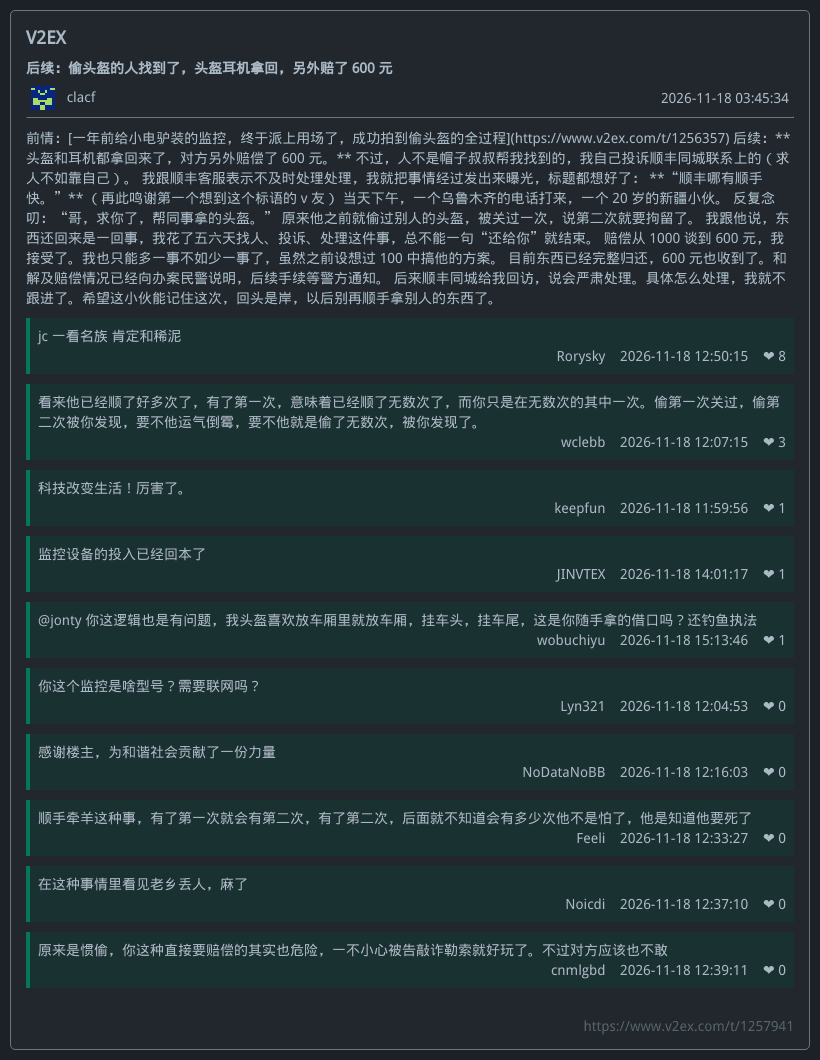 V2EX
后续：偷头盔的人找到了，头盔耳机拿回，另外赔了 600 元
clacf
2026-11-18 03:45:34
前情：[一年前给小电驴装的监控，终于派上用场了，成功拍到偷头盔的全过程](https://www.v2ex.com/t/1256357) 后续：**
头盔和耳机都拿回来了，对方另外赔偿了 600 元。** 不过，人不是帽子叔叔帮我找到的，我自己投诉顺丰同城联系上的（求
人不如靠自己）。 我跟顺丰客服表示不及时处理处理，我就把事情经过发出来曝光，标题都想好了： **“顺丰哪有顺手
快。”**（再此鸣谢第一个想到这个标语的 v 友）当天下午，一个乌鲁木齐的电话打来，一个 20 岁的新疆小伙。 反复念
叨：“哥，求你了，帮同事拿的头盔。” 原来他之前就偷过别人的头盔，被关过一次，说第二次就要拘留了。 我跟他说，东
西还回来是一回事，我花了五六天找人、投诉、处理这件事，总不能一句“还给你”就结束。 赔偿从 1000 谈到 600 元，我
接受了。我也只能多一事不如少一事了，虽然之前设想过 100 中搞他的方案。 目前东西已经完整归还，600 元也收到了。和
解及赔偿情况已经向办案民警说明，后续手续等警方通知。 后来顺丰同城给我回访，说会严肃处理。具体怎么处理，我就不
跟进了。希望这小伙能记住这次，回头是岸，以后别再顺手拿别人的东西了。
jc 一看名族 肯定和稀泥
Rorysky 2026-11-18 12:50:15 ❤ 8
看来他已经顺了好多次了，有了第一次，意味着已经顺了无数次了，而你只是在无数次的其中一次。偷第一次关过，偷第
二次被你发现，要不他运气倒霉，要不他就是偷了无数次，被你发现了。
wclebb 2026-11-18 12:07:15 ❤ 3
科技改变生活！厉害了。
keepfun 2026-11-18 11:59:56 ❤ 1
监控设备的投入已经回本了
JINVTEX 2026-11-18 14:01:17 ❤ 1
@jonty 你这逻辑也是有问题，我头盔喜欢放车厢里就放车厢，挂车头，挂车尾，这是你随手拿的借口吗？还钓鱼执法
wobuchiyu 2026-11-18 15:13:46 ❤ 1
你这个监控是啥型号？需要联网吗？
Lyn321 2026-11-18 12:04:53 ❤ 0
感谢楼主，为和谐社会贡献了一份力量
NoDataNoBB 2026-11-18 12:16:03 ❤ 0
顺手牵羊这种事，有了第一次就会有第二次，有了第二次，后面就不知道会有多少次他不是怕了，他是知道他要死了
Feeli 2026-11-18 12:33:27 ❤ 0
在这种事情里看见老乡丢人，麻了
Noicdi 2026-11-18 12:37:10 ❤ 0
原来是惯偷，你这种直接要赔偿的其实也危险，一不小心被告敲诈勒索就好玩了。不过对方应该也不敢
cnmlgbd 2026-11-18 12:39:11 ❤ 0
https://www.v2ex.com/t/1257941